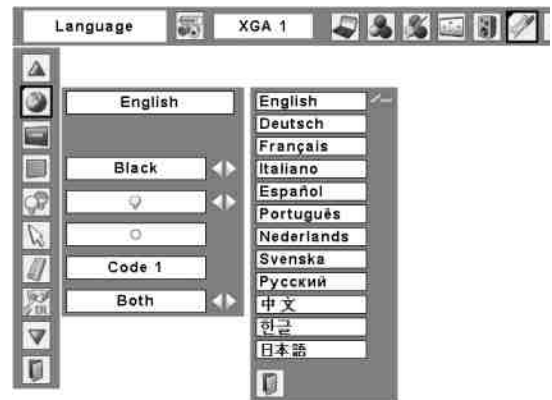 Language XGA 1
English
Black
Code 1
Both
English
Deutsch
Français
Italiano
Español
Português
Nederlands
Svenska
Русский
中文
한글
日本語